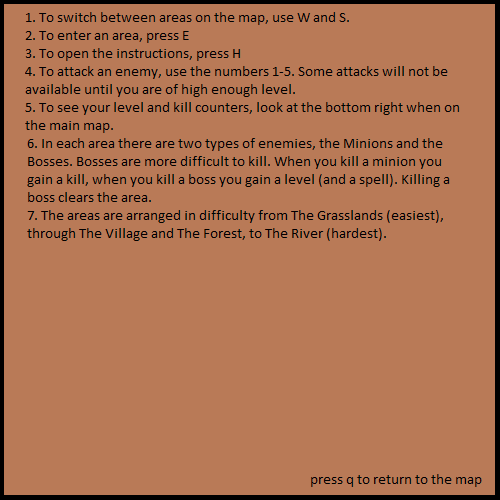 1. To switch between areas on the map, use W and S.
2. To enter an area, press E
3. To open the instructions, press H
4. To attack an enemy, use the numbers 1-5. Some attacks will not be
available until you are of high enough level.
5. To see your level and kill counters, look at the bottom right when on
the main map.
6. In each area there are two types of enemies, the Minions and the
Bosses. Bosses are more difficult to kill. When you kill a minion you
gain a kill, when you kill a boss you gain a level (and a spell). Killing a
boss clears the area.
7. The areas are arranged in difficulty from The Grasslands (easiest),
through The Village and The Forest, to The River (hardest).
press q to return to the map